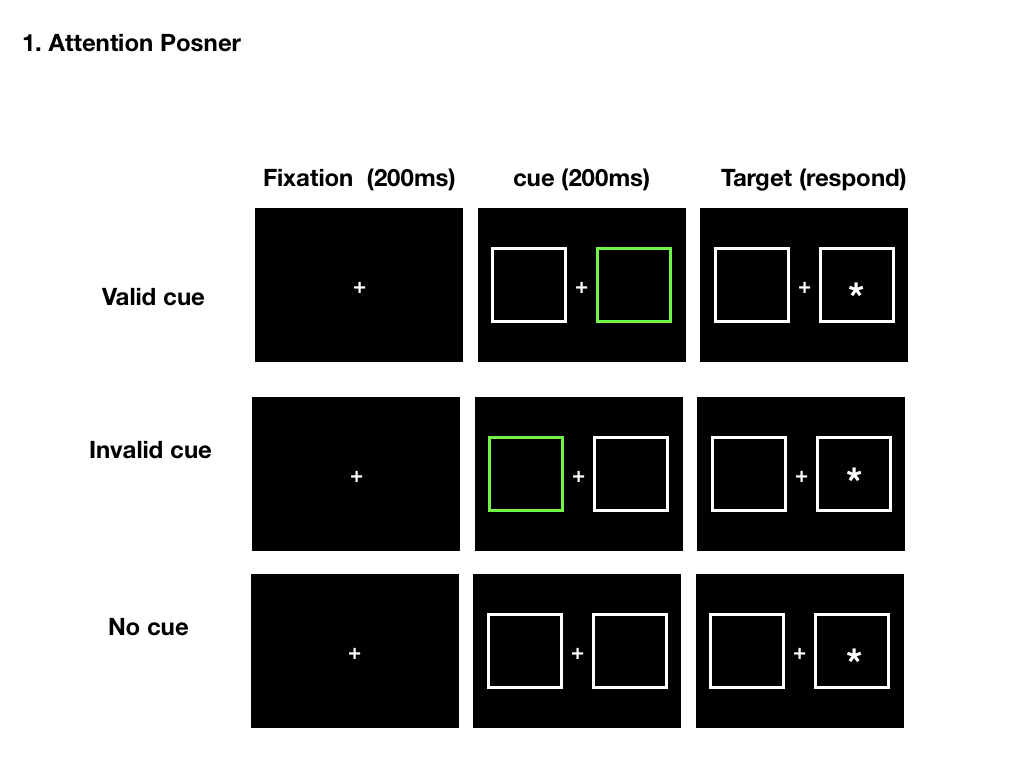 1. Attention Posner
Fixation (200ms) cue (200ms) Target (respond)
Valid cue
+ + + *
Invalid cue
+ + + *
No cue
+ + + *